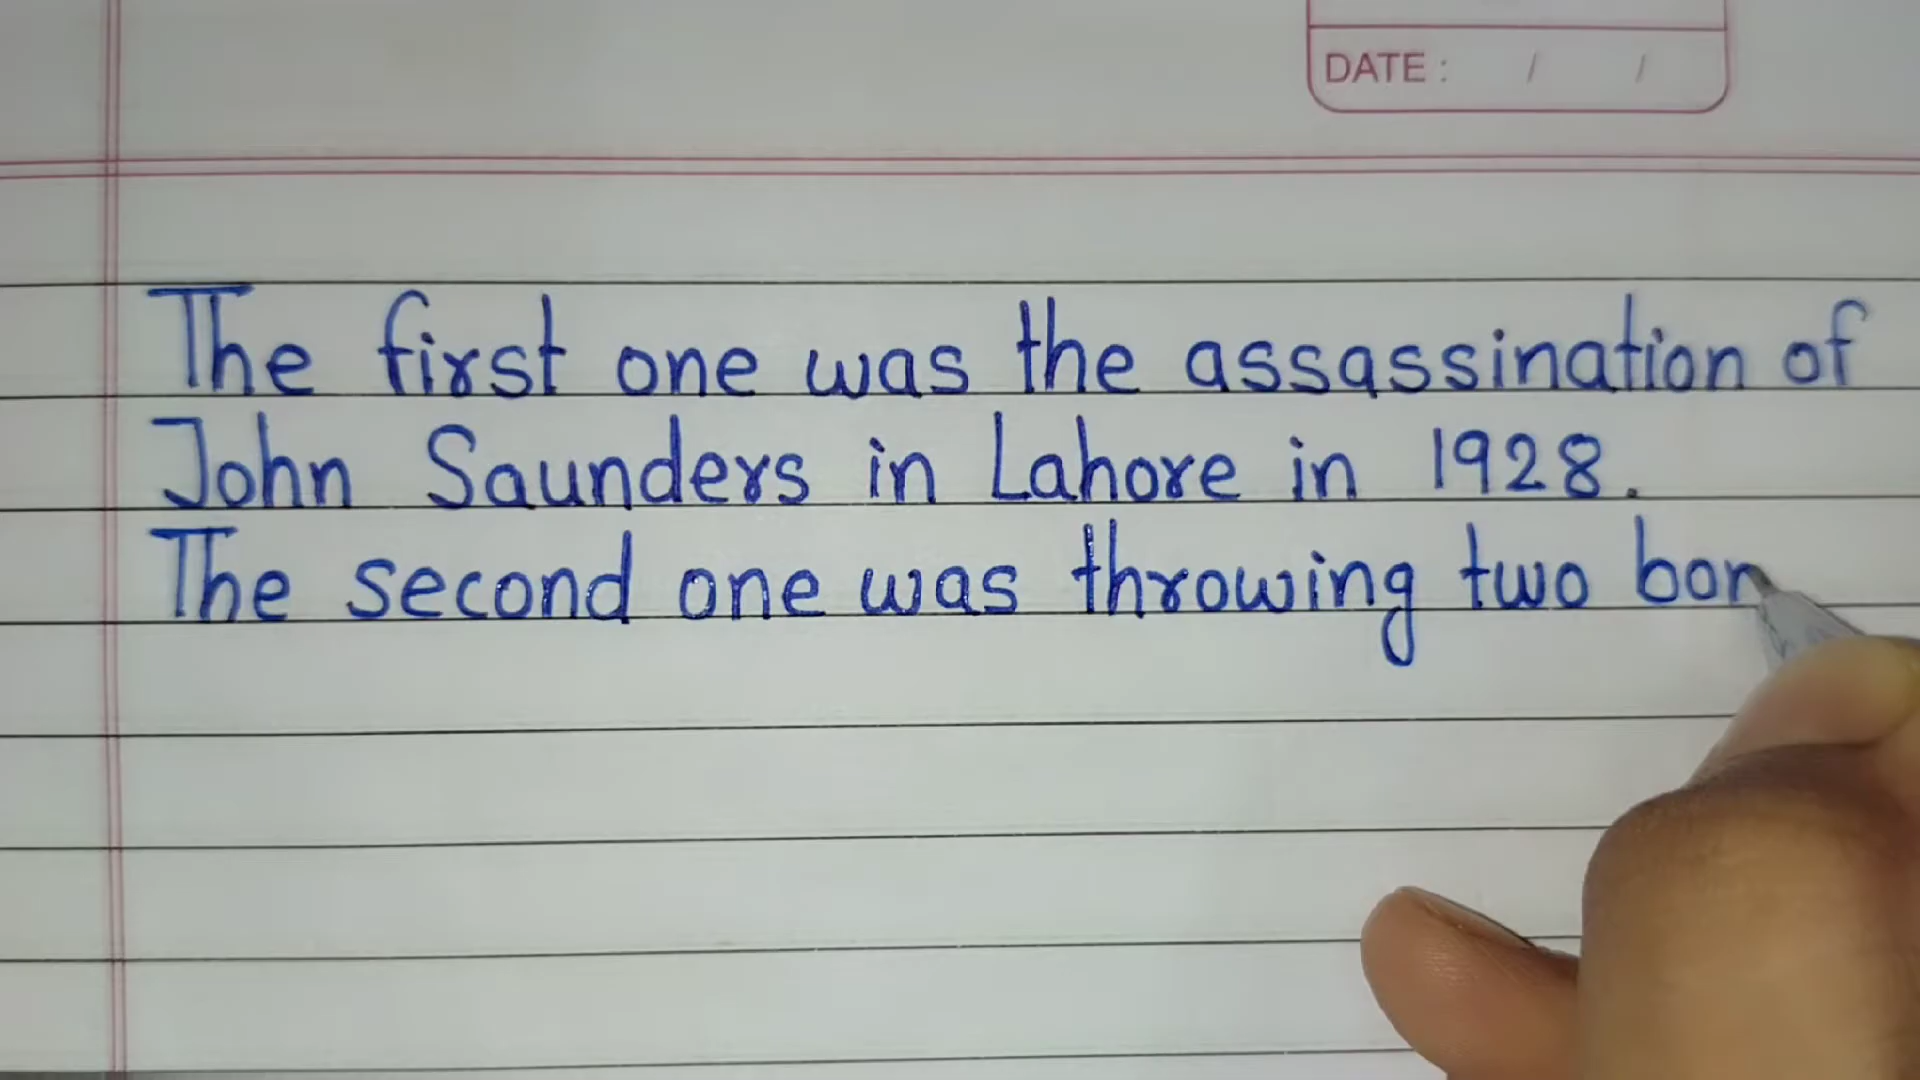 DATE : / /
The first one was the assassination of
John Saunders in Lahore in 1928.
The second one was throwing two